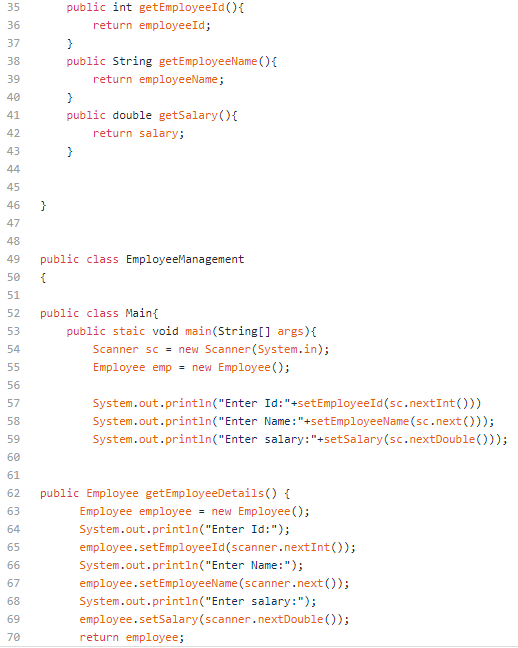 35 public int getEmployeeId(){
36 return employeeId;
37 }
38 public String getEmployeeName(){
39 return employeeName;
40 }
41 public double getSalary(){
42 return salary;
43 }
44
45
46 }
47
48
49 public class EmployeeManagement
50 {
51
52 public class Main{
53 public staic void main(String[] args){
54 Scanner sc = new Scanner(System.in);
55 Employee emp = new Employee();
56
57 System.out.println("Enter Id:"+setEmployeeId(sc.nextInt()))
58 System.out.println("Enter Name:"+setEmployeeName(sc.next()));
59 System.out.println("Enter salary:"+setSalary(sc.nextDouble()));
60
61
62 public Employee getEmployeeDetails() {
63 Employee employee = new Employee();
64 System.out.println("Enter Id:");
65 employee.setEmployeeId(scanner.nextInt());
66 System.out.println("Enter Name:");
67 employee.setEmployeeName(scanner.next());
68 System.out.println("Enter salary:");
69 employee.setSalary(scanner.nextDouble());
70 return employee;